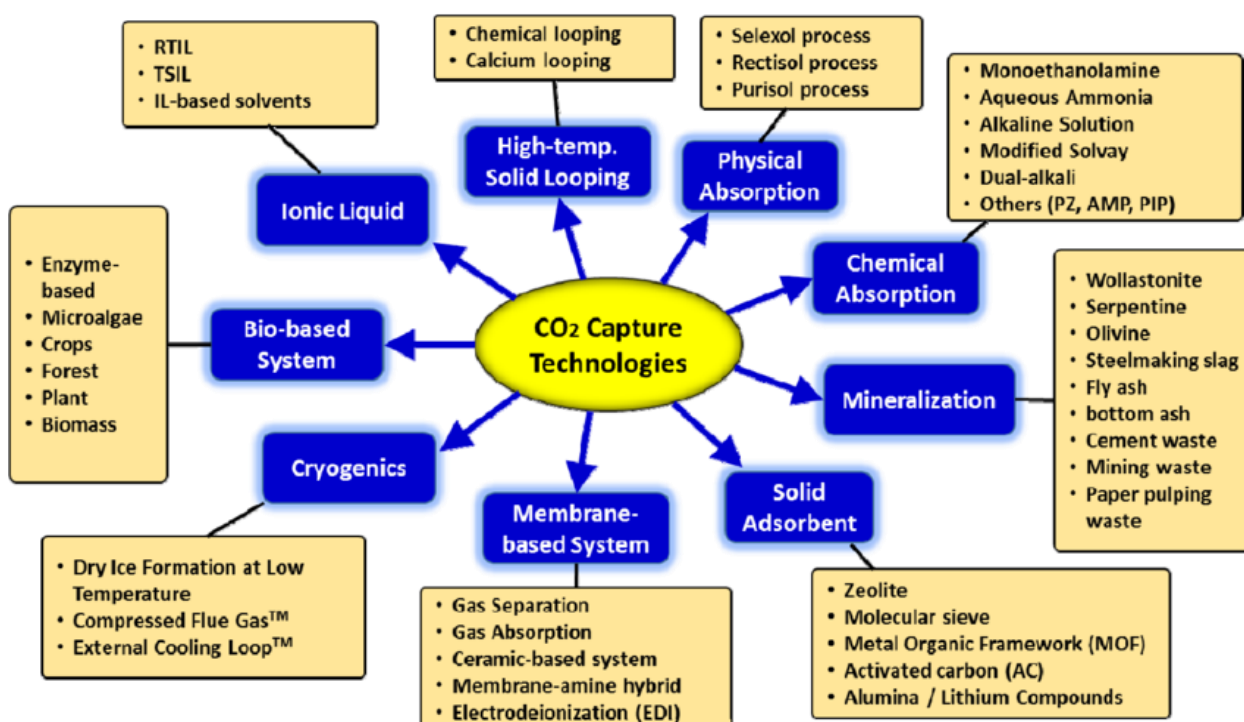 • RTIL
• TSIL
• IL-based solvents
• Chemical looping
• Calcium looping
• Selexol process
• Rectisol process
• Purisol process
• Monoethanolamine
• Aqueous Ammonia
• Alkaline Solution
• Modified Solvay
• Dual-alkali
• Others (PZ, AMP, PIP)
Ionic Liquid
High-temp.
Solid Looping
Physical
Absorption
Chemical
Absorption
• Enzyme-
based
• Microalgae
• Crops
• Forest
• Plant
• Biomass
Bio-based
System
CO₂ Capture
Technologies
Mineralization
• Wollastonite
• Serpentine
• Olivine
• Steelmaking slag
• Fly ash
• bottom ash
• Cement waste
• Mining waste
• Paper pulping
waste
Cryogenics
Membrane-
based System
Solid
Adsorbent
• Dry Ice Formation at Low
Temperature
• Compressed Flue Gas™
• External Cooling Loop™
• Gas Separation
• Gas Absorption
• Ceramic-based system
• Membrane-amine hybrid
• Electrodeionization (EDI)
• Zeolite
• Molecular sieve
• Metal Organic Framework (MOF)
• Activated carbon (AC)
• Alumina / Lithium Compounds